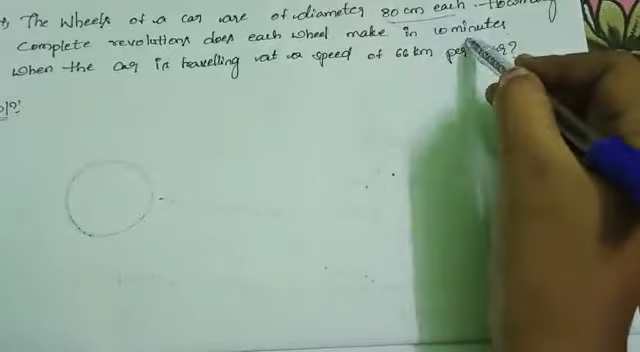 The Wheels of a car are of diameter 80 cm each. How many
Complete revolutions does each wheel make in 10 minutes
when the car is travelling at a speed of 66 km per hour?